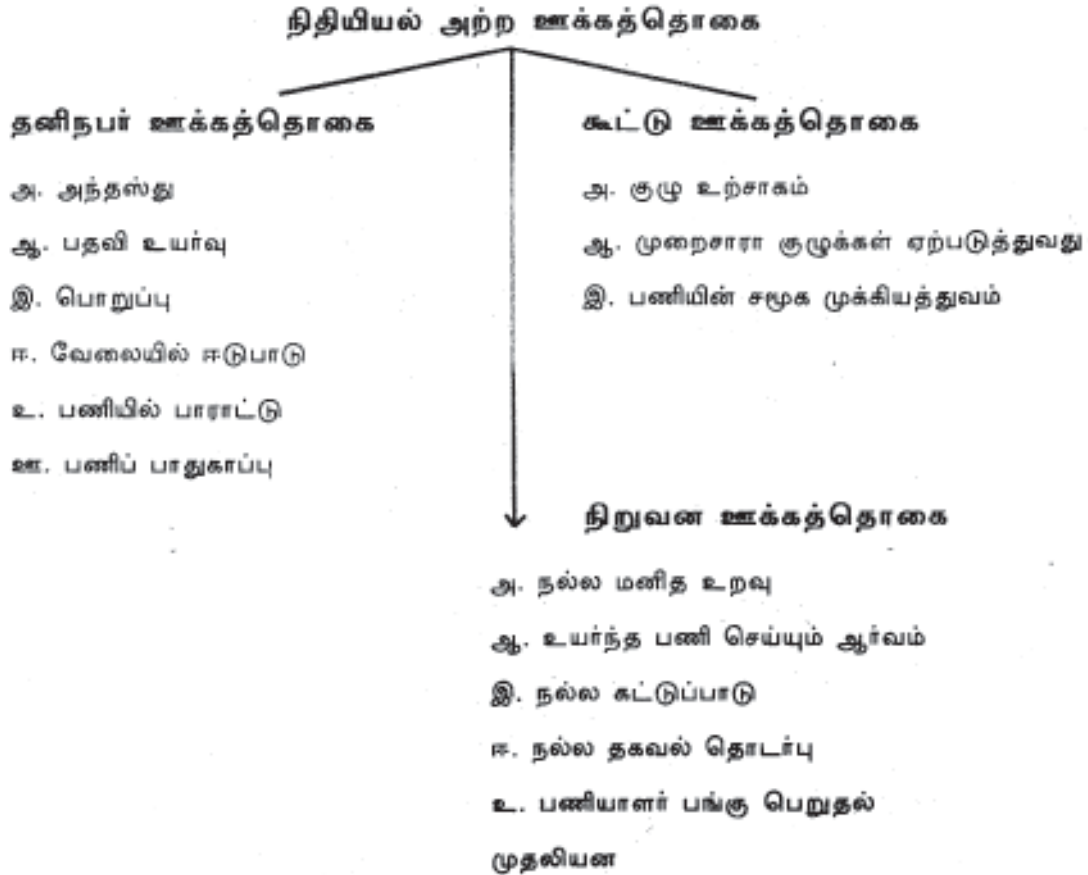 நிதியியல் அற்ற ஊக்கத்தொகை
தனிநபர் ஊக்கத்தொகை
அ. அந்தஸ்து
ஆ. பதவி உயர்வு
இ. பொறுப்பு
ஈ. வேலையில் ஈடுபாடு
உ. பணியில் பாராட்டு
ஊ. பணிப் பாதுகாப்பு
கூட்டு ஊக்கத்தொகை
அ. குழு உற்சாகம்
ஆ. முறைசாரா குழுக்கள் ஏற்படுத்துவது
இ. பணியின் சமூக முக்கியத்துவம்
நிறுவன ஊக்கத்தொகை
அ. நல்ல மனித உறவு
ஆ. உயர்ந்த பணி செய்யும் ஆர்வம்
இ. நல்ல கட்டுப்பாடு
ஈ. நல்ல தகவல் தொடர்பு
உ. பணியாளர் பங்கு பெறுதல்
முதலியன